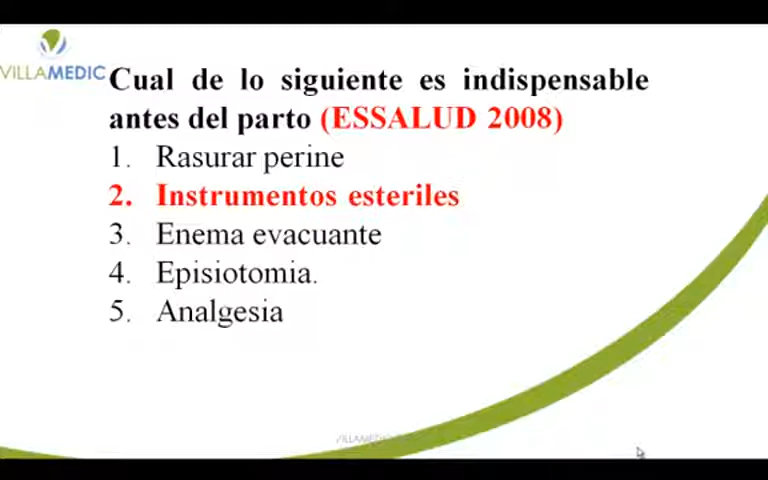 VILLAMEDIC
Cual de lo siguiente es indispensable
antes del parto (ESSALUD 2008)
1. Rasurar perine
2. Instrumentos esteriles
3. Enema evacuante
4. Episiotomia.
5. Analgesia